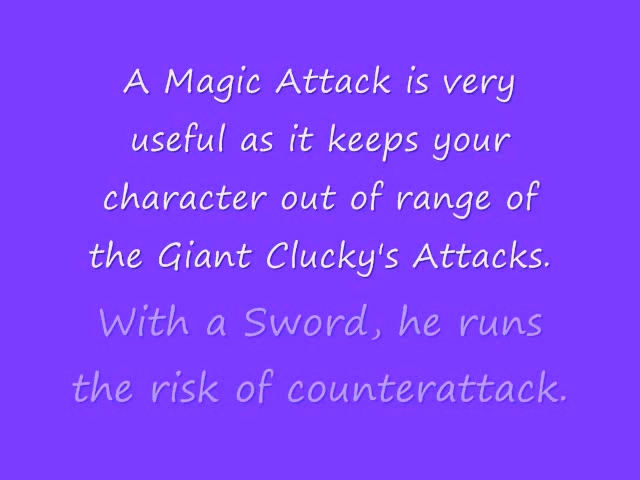 A Magic Attack is very
useful as it keeps your
character out of range of
the Giant Clucky's Attacks.
With a Sword, he runs
the risk of counterattack.